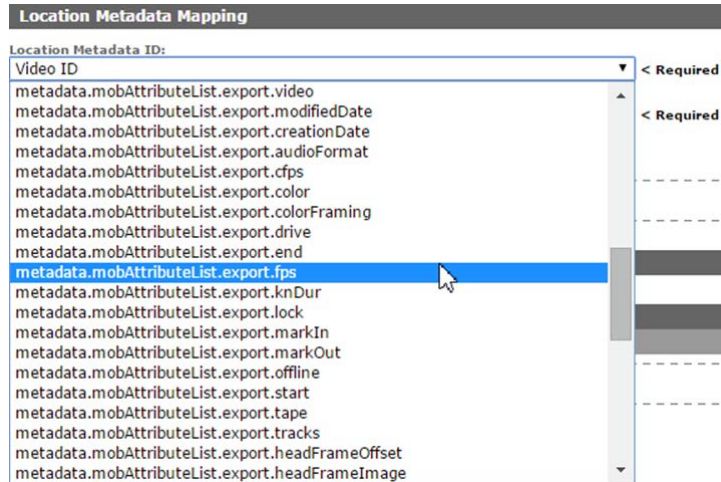 Location Metadata Mapping
Location Metadata ID:
Video ID
< Required
metadata.mobAttributeList.export.video
metadata.mobAttributeList.export.modifiedDate
< Required
metadata.mobAttributeList.export.creationDate
metadata.mobAttributeList.export.audioFormat
metadata.mobAttributeList.export.cfps
metadata.mobAttributeList.export.color
metadata.mobAttributeList.export.colorFraming
metadata.mobAttributeList.export.drive
metadata.mobAttributeList.export.end
metadata.mobAttributeList.export.fps
metadata.mobAttributeList.export.knDur
metadata.mobAttributeList.export.lock
metadata.mobAttributeList.export.markIn
metadata.mobAttributeList.export.markOut
metadata.mobAttributeList.export.offline
metadata.mobAttributeList.export.start
metadata.mobAttributeList.export.tape
metadata.mobAttributeList.export.tracks
metadata.mobAttributeList.export.headFrameOffset
metadata.mobAttributeList.export.headFrameImage